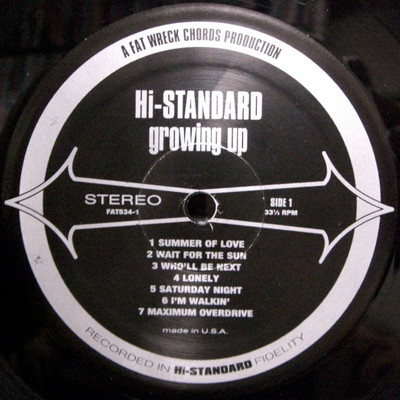 A FAT WRECK CHORDS PRODUCTION
Hi-STANDARD
growing up
STEREO
FAT534-1
SIDE 1
33⅓ RPM
1 SUMMER OF LOVE
2 WAIT FOR THE SUN
3 WHO'LL BE NEXT
4 LONELY
5 SATURDAY NIGHT
6 I'M WALKIN'
7 MAXIMUM OVERDRIVE
made in U.S.A.
RECORDED IN Hi-STANDARD FIDELITY